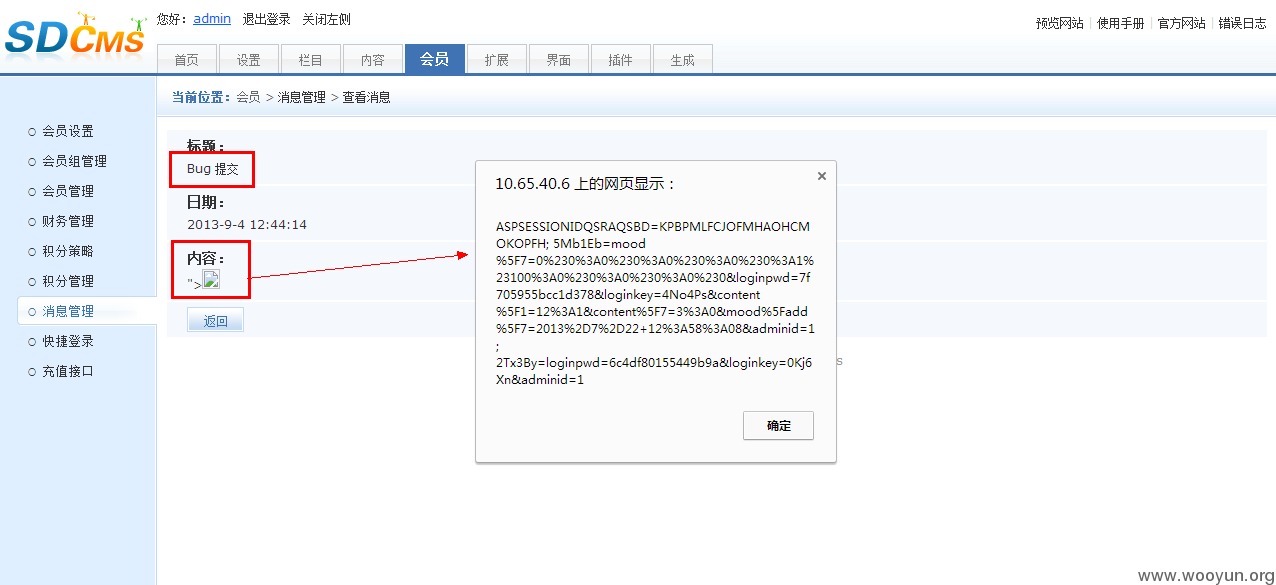 SDCMS
您好: admin 退出登录 关闭左侧
预览网站 使用手册 官方网站 错误日志
首页 设置 栏目 内容 会员 扩展 界面 插件 生成
当前位置: 会员 > 消息管理 > 查看消息
会员设置
会员组管理
会员管理
财务管理
积分策略
积分管理
消息管理
快捷登录
充值接口
标题:
Bug 提交
日期:
2013-9-4 12:44:14
内容:
">
返回
10.65.40.6 上的网页显示:
ASPSESSIONIDQSRAQSBD=KPBPMLFCJOFMHAOHCM
OKOPFH; 5Mb1Eb=mood
%5F7=0%230%3A0%230%3A0%230%3A0%230%3A1%
23100%3A0%230%3A0%230%3A0%230&loginpwd=7f
705955bcc1d378&loginkey=4No4Ps&content
%5F1=12%3A1&content%5F7=3%3A0&mood%5Fadd
%5F7=2013%2D7%2D22+12%3A58%3A08&adminid=1
;
2Tx3By=loginpwd=6c4df80155449b9a&loginkey=0Kj6
Xn&adminid=1
确定
s
www.wooyun.org